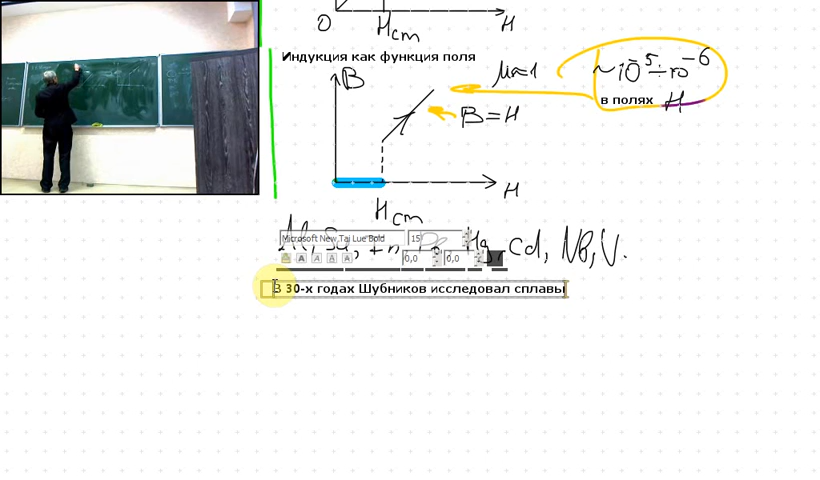 O Hcm H
Индукция как функция поля
B
μ≈1
~10⁻⁵÷10⁻⁶
в полях H
B=H
H
Hcm
Hg, Cd, Nb, V.
Microsoft New Tai Lue Bold 15
0,0 0,0
В 30-х годах Шубников исследовал сплавы